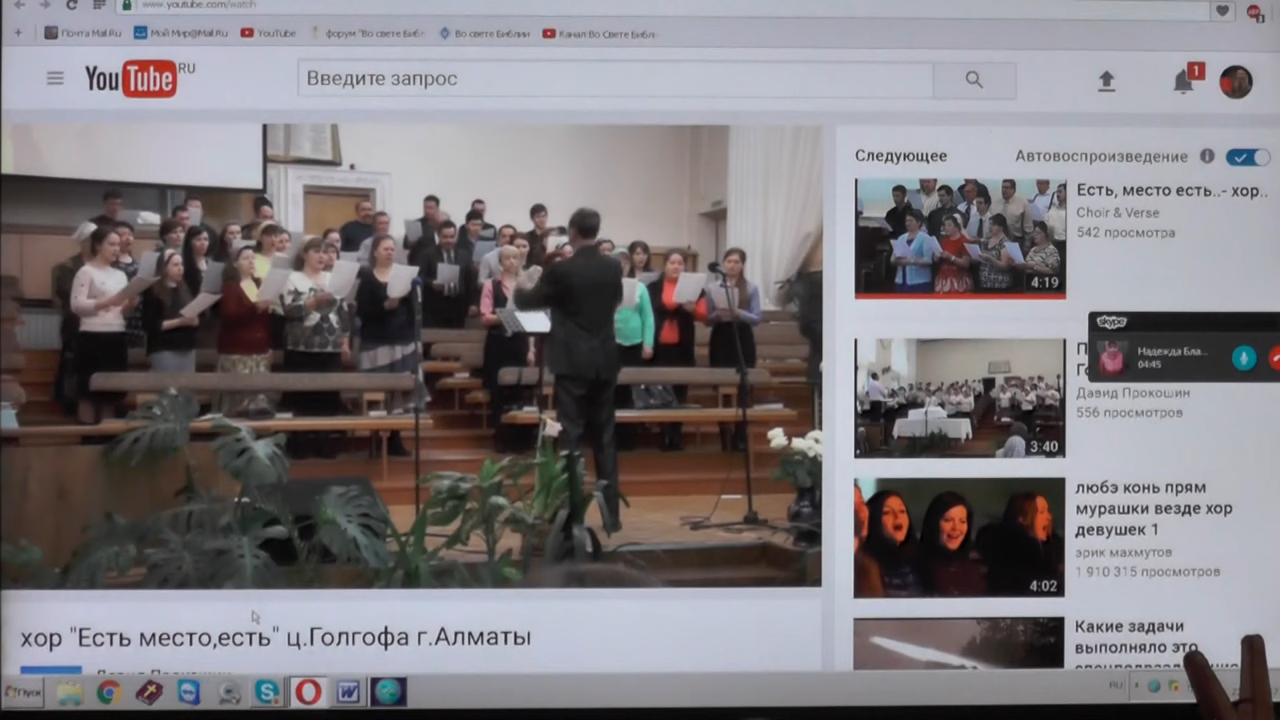 www.youtube.com/watch
Почта Mail.Ru
Мой Мир@Mail.Ru
YouTube
форум "Во свете Библ
Во свете Библии
Канал Во Свете Библ
YouTube RU
Введите запрос
1
Следующее
Автовоспроизведение
Есть, место есть..- хор..
Choir & Verse
542 просмотра
4:19
skype
Надежда Бла...
04:45
Давид Прокошин
556 просмотров
3:40
любэ конь прям
мурашки везде хор
девушек 1
эрик махмутов
1 910 315 просмотров
4:02
Какие задачи
выполняло это
хор "Есть место,есть" ц.Голгофа г.Алматы
Давид Прокошин
Пуск
RU